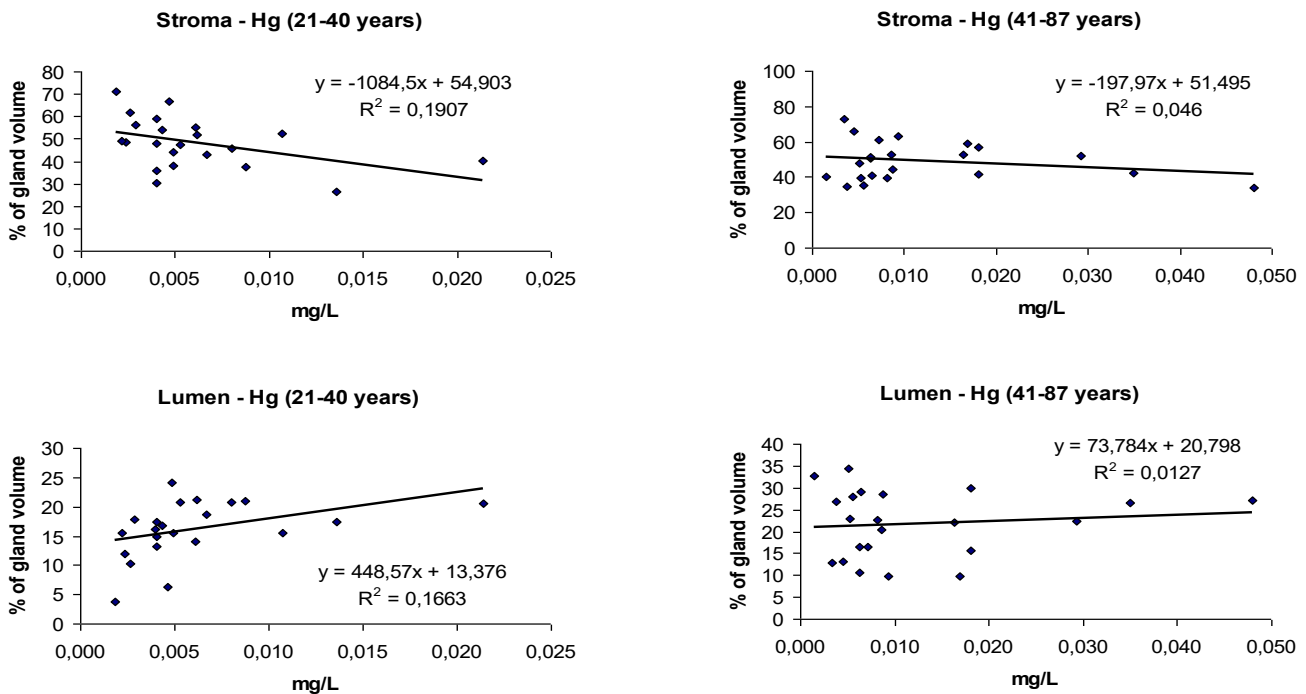 Stroma - Hg (21-40 years)
% of gland volume
80
70
60
50
40
30
20
10
0
y = -1084,5x + 54,903
R² = 0,1907
0,000 0,005 0,010 0,015 0,020 0,025
mg/L
Stroma - Hg (41-87 years)
% of gland volume
100
80
60
40
20
0
y = -197,97x + 51,495
R² = 0,046
0,000 0,010 0,020 0,030 0,040 0,050
mg/L
Lumen - Hg (21-40 years)
% of gland volume
30
25
20
15
10
5
0
y = 448,57x + 13,376
R² = 0,1663
0,000 0,005 0,010 0,015 0,020 0,025
mg/L
Lumen - Hg (41-87 years)
% of gland volume
40
35
30
25
20
15
10
5
0
y = 73,784x + 20,798
R² = 0,0127
0,000 0,010 0,020 0,030 0,040 0,050
mg/L